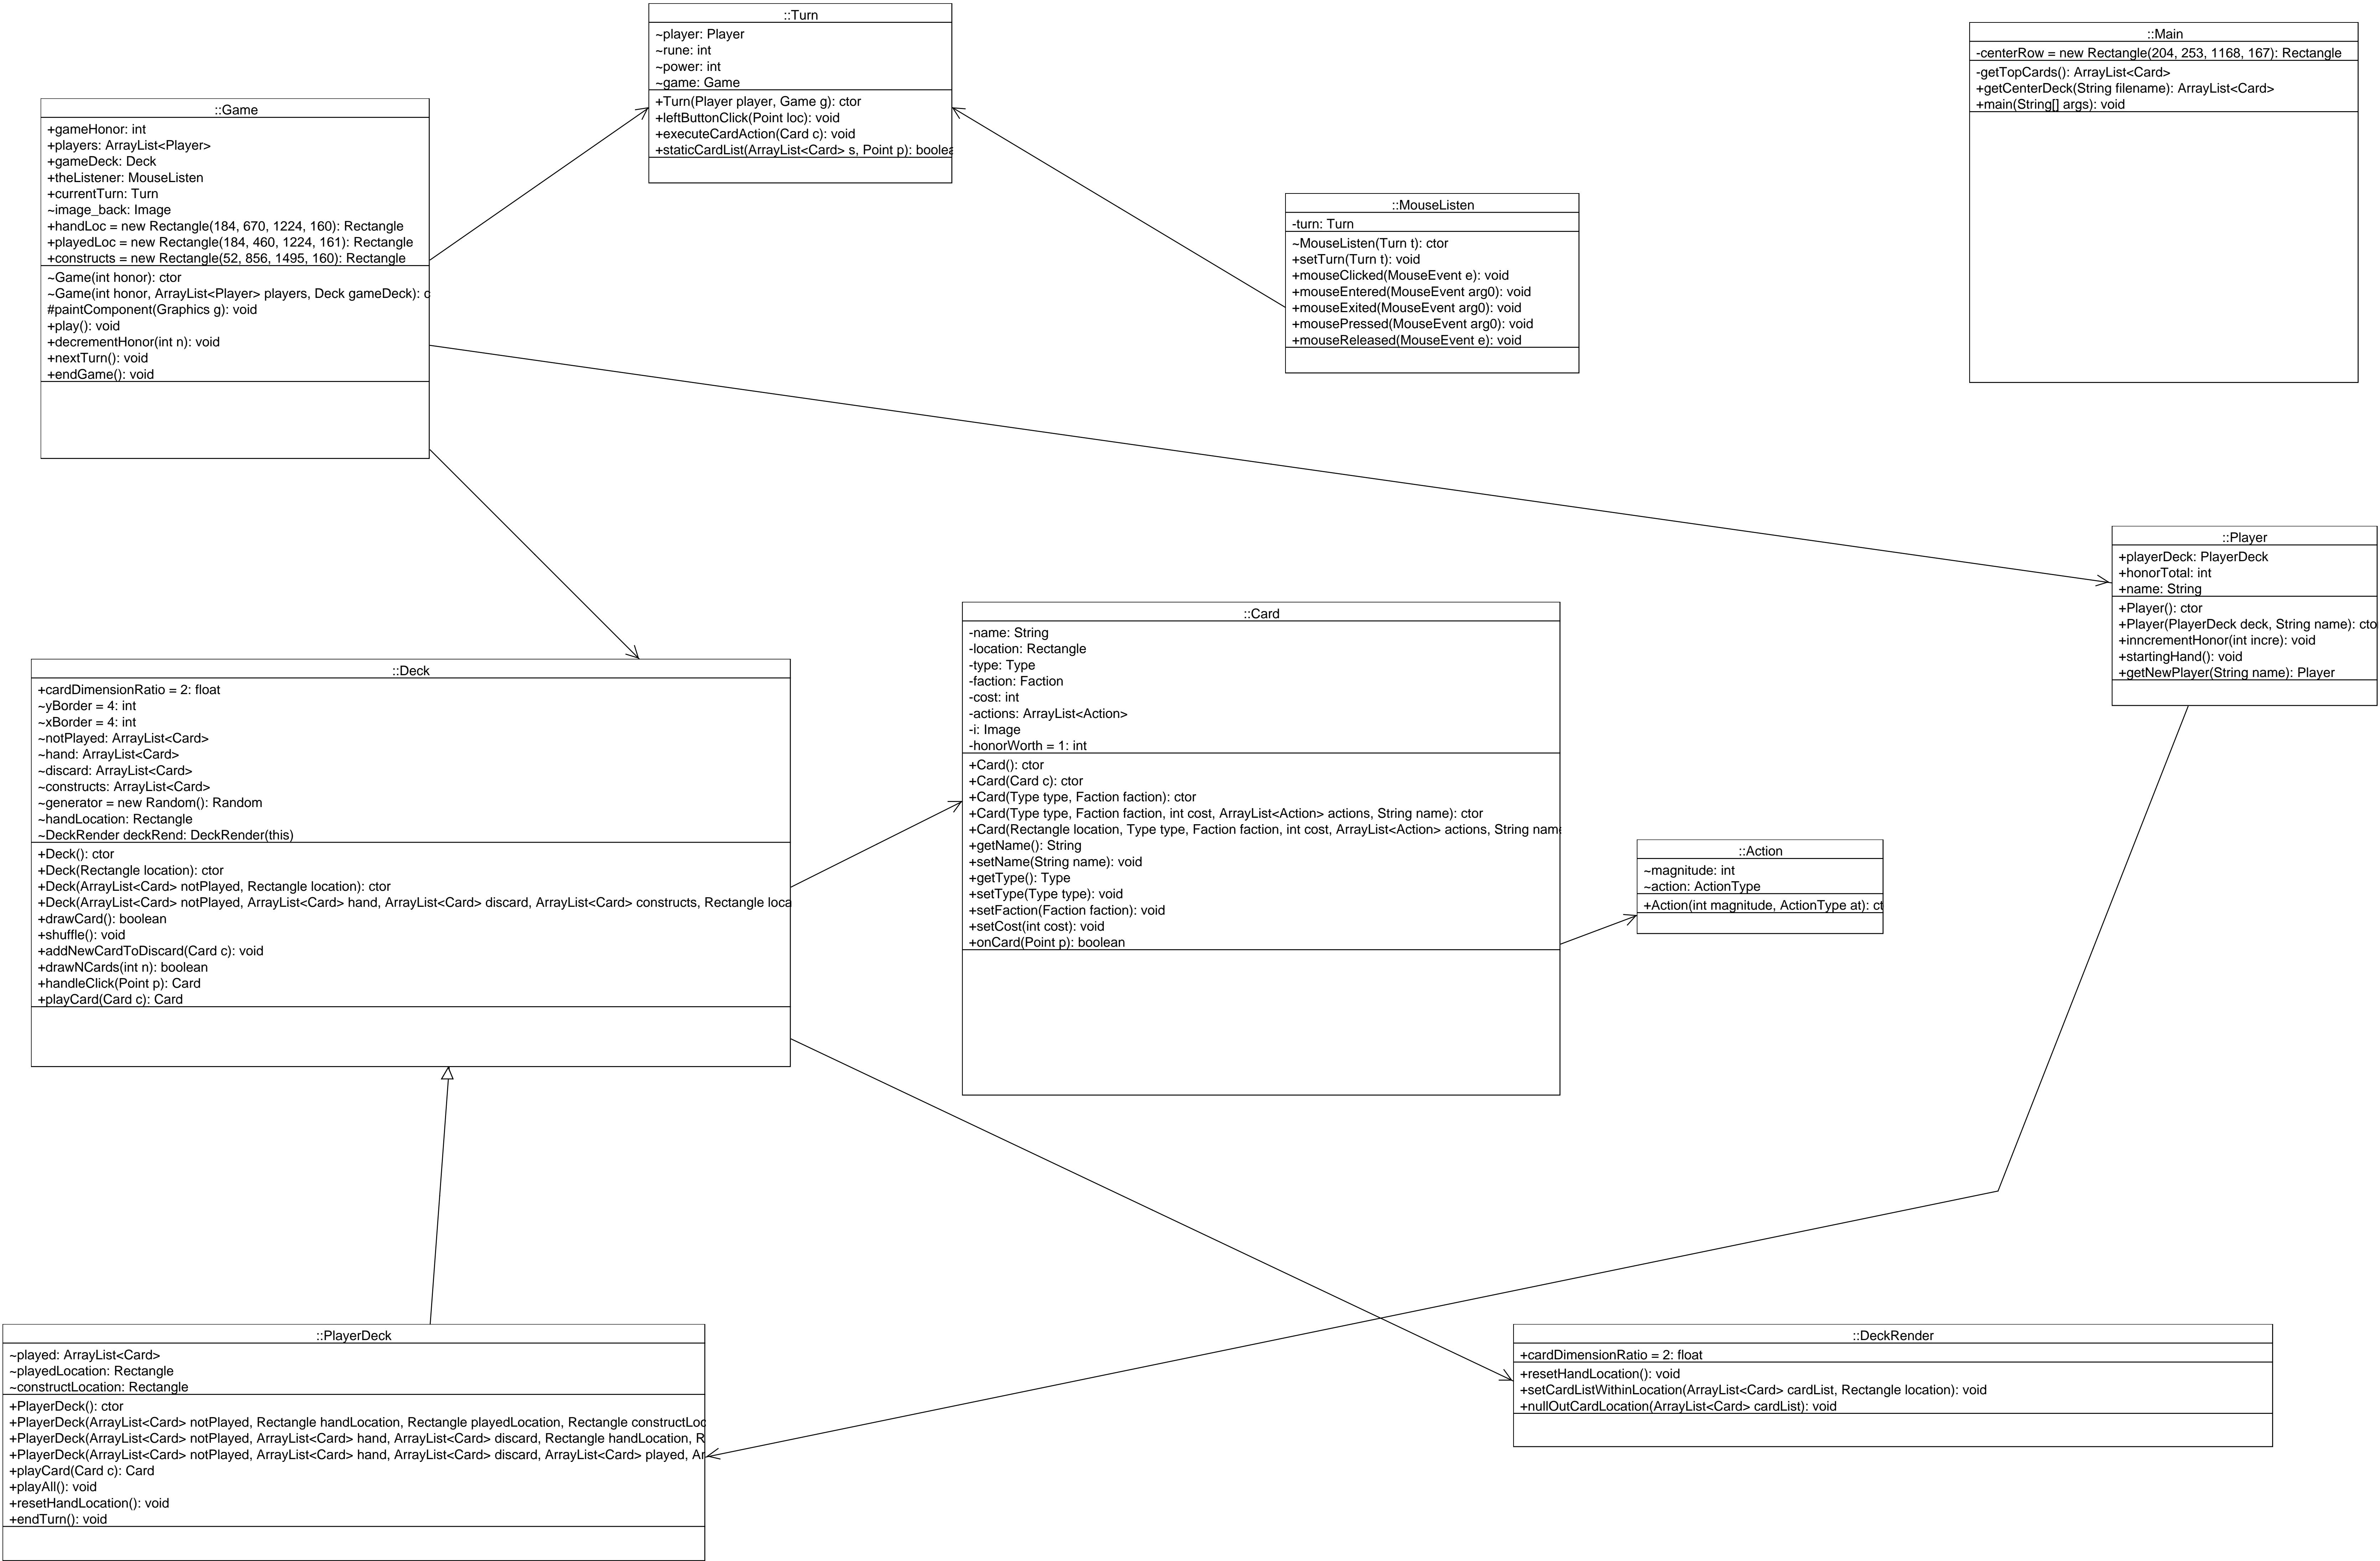 ::Turn
~player: Player
~rune: int
~power: int
~game: Game
+Turn(Player player, Game g): ctor
+leftButtonClick(Point loc): void
+executeCardAction(Card c): void
+staticCardList(ArrayList<Card> s, Point p): boolea
::Main
-centerRow = new Rectangle(204, 253, 1168, 167): Rectangle
-getTopCards(): ArrayList<Card>
+getCenterDeck(String filename): ArrayList<Card>
+main(String[] args): void
::Game
+gameHonor: int
+players: ArrayList<Player>
+gameDeck: Deck
+theListener: MouseListen
+currentTurn: Turn
~image_back: Image
+handLoc = new Rectangle(184, 670, 1224, 160): Rectangle
+playedLoc = new Rectangle(184, 460, 1224, 161): Rectangle
+constructs = new Rectangle(52, 856, 1495, 160): Rectangle
~Game(int honor): ctor
~Game(int honor, ArrayList<Player> players, Deck gameDeck): c
#paintComponent(Graphics g): void
+play(): void
+decrementHonor(int n): void
+nextTurn(): void
+endGame(): void
::MouseListen
-turn: Turn
~MouseListen(Turn t): ctor
+setTurn(Turn t): void
+mouseClicked(MouseEvent e): void
+mouseEntered(MouseEvent arg0): void
+mouseExited(MouseEvent arg0): void
+mousePressed(MouseEvent arg0): void
+mouseReleased(MouseEvent e): void
::Player
+playerDeck: PlayerDeck
+honorTotal: int
+name: String
+Player(): ctor
+Player(PlayerDeck deck, String name): cto
+inncrementHonor(int incre): void
+startingHand(): void
+getNewPlayer(String name): Player
::Card
-name: String
-location: Rectangle
-type: Type
-faction: Faction
-cost: int
-actions: ArrayList<Action>
-i: Image
-honorWorth = 1: int
+Card(): ctor
+Card(Card c): ctor
+Card(Type type, Faction faction): ctor
+Card(Type type, Faction faction, int cost, ArrayList<Action> actions, String name): ctor
+Card(Rectangle location, Type type, Faction faction, int cost, ArrayList<Action> actions, String name
+getName(): String
+setName(String name): void
+getType(): Type
+setType(Type type): void
+setFaction(Faction faction): void
+setCost(int cost): void
+onCard(Point p): boolean
::Deck
+cardDimensionRatio = 2: float
~yBorder = 4: int
~xBorder = 4: int
~notPlayed: ArrayList<Card>
~hand: ArrayList<Card>
~discard: ArrayList<Card>
~constructs: ArrayList<Card>
~generator = new Random(): Random
~handLocation: Rectangle
~DeckRender deckRend: DeckRender(this)
+Deck(): ctor
+Deck(Rectangle location): ctor
+Deck(ArrayList<Card> notPlayed, Rectangle location): ctor
+Deck(ArrayList<Card> notPlayed, ArrayList<Card> hand, ArrayList<Card> discard, ArrayList<Card> constructs, Rectangle loca
+drawCard(): boolean
+shuffle(): void
+addNewCardToDiscard(Card c): void
+drawNCards(int n): boolean
+handleClick(Point p): Card
+playCard(Card c): Card
::Action
~magnitude: int
~action: ActionType
+Action(int magnitude, ActionType at): ct
::PlayerDeck
~played: ArrayList<Card>
~playedLocation: Rectangle
~constructLocation: Rectangle
+PlayerDeck(): ctor
+PlayerDeck(ArrayList<Card> notPlayed, Rectangle handLocation, Rectangle playedLocation, Rectangle constructLoc
+PlayerDeck(ArrayList<Card> notPlayed, ArrayList<Card> hand, ArrayList<Card> discard, Rectangle handLocation, R
+PlayerDeck(ArrayList<Card> notPlayed, ArrayList<Card> hand, ArrayList<Card> discard, ArrayList<Card> played, Ar
+playCard(Card c): Card
+playAll(): void
+resetHandLocation(): void
+endTurn(): void
::DeckRender
+cardDimensionRatio = 2: float
+resetHandLocation(): void
+setCardListWithinLocation(ArrayList<Card> cardList, Rectangle location): void
+nullOutCardLocation(ArrayList<Card> cardList): void